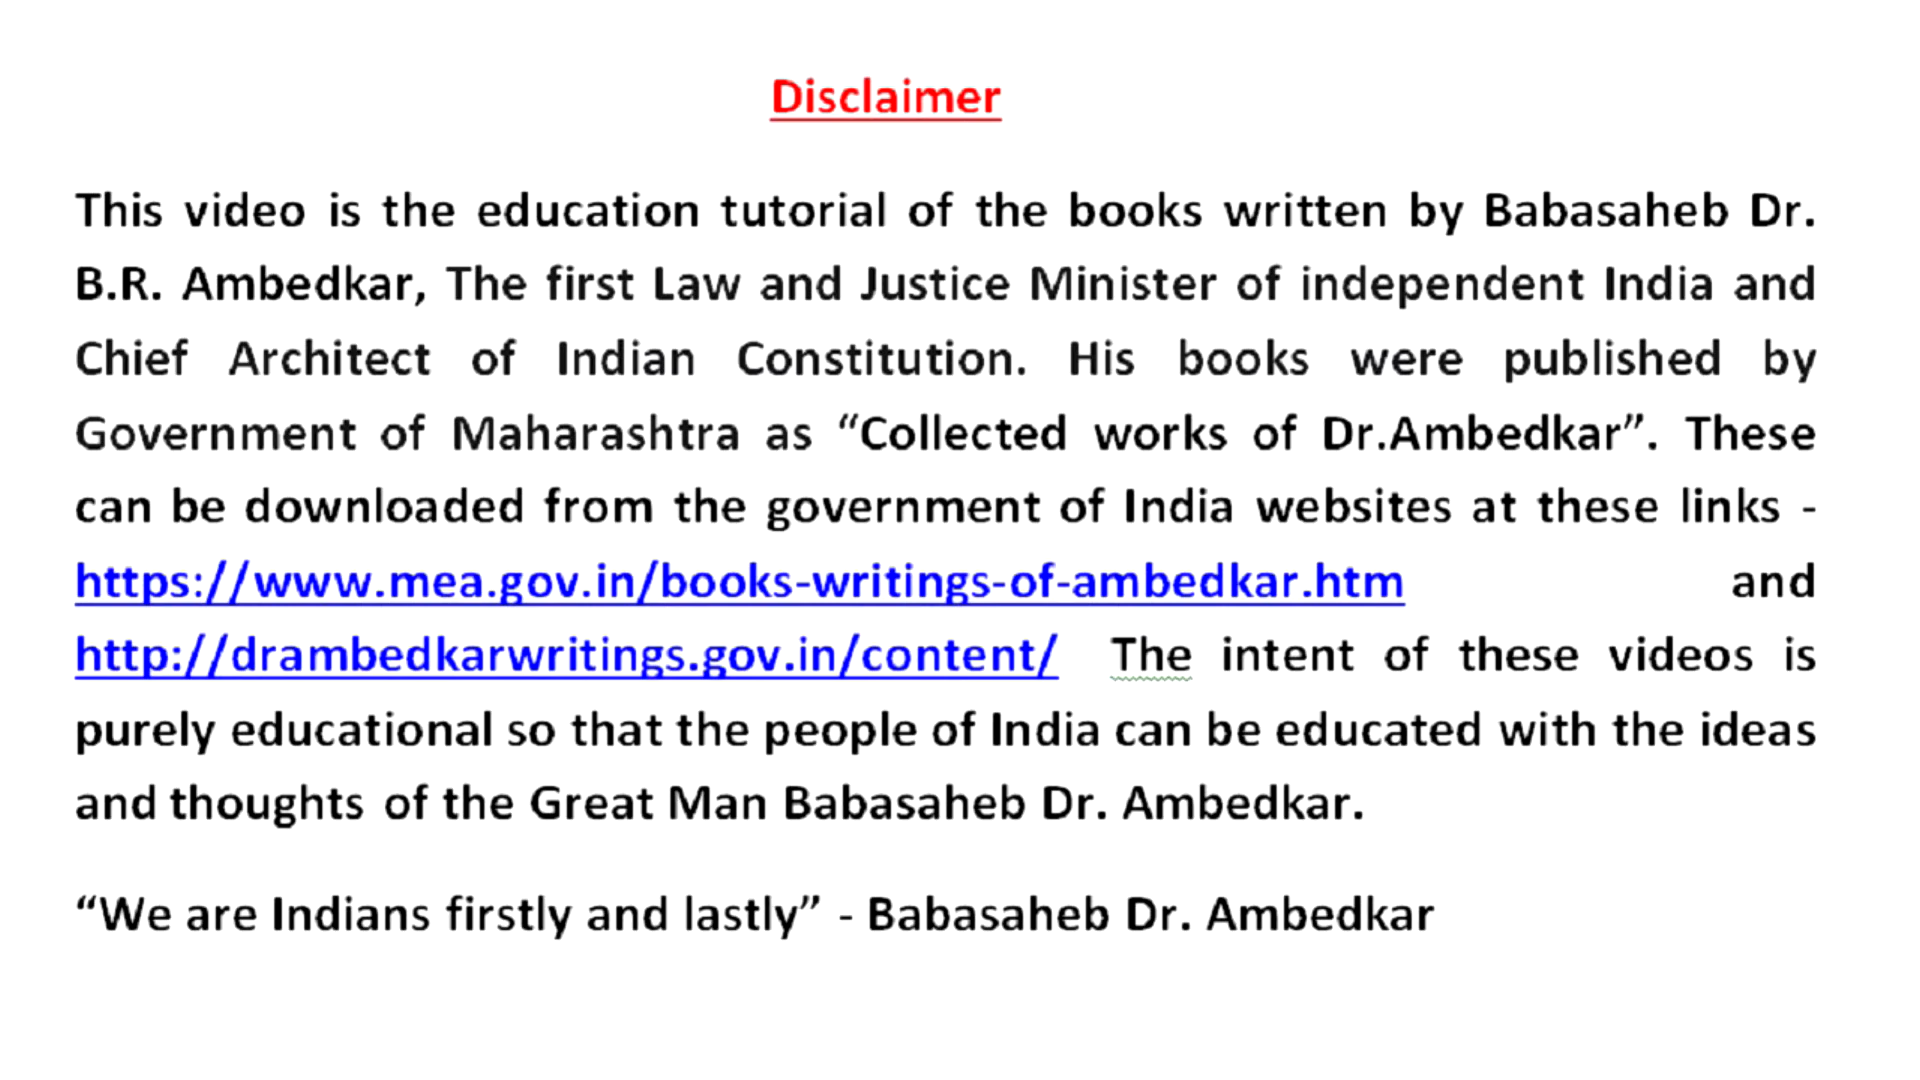 Disclaimer
This video is the education tutorial of the books written by Babasaheb Dr.
B.R. Ambedkar, The first Law and Justice Minister of independent India and
Chief Architect of Indian Constitution. His books were published by
Government of Maharashtra as “Collected works of Dr.Ambedkar”. These
can be downloaded from the government of India websites at these links -
https://www.mea.gov.in/books-writings-of-ambedkar.htm and
http://drambedkarwritings.gov.in/content/ The intent of these videos is
purely educational so that the people of India can be educated with the ideas
and thoughts of the Great Man Babasaheb Dr. Ambedkar.
“We are Indians firstly and lastly” - Babasaheb Dr. Ambedkar